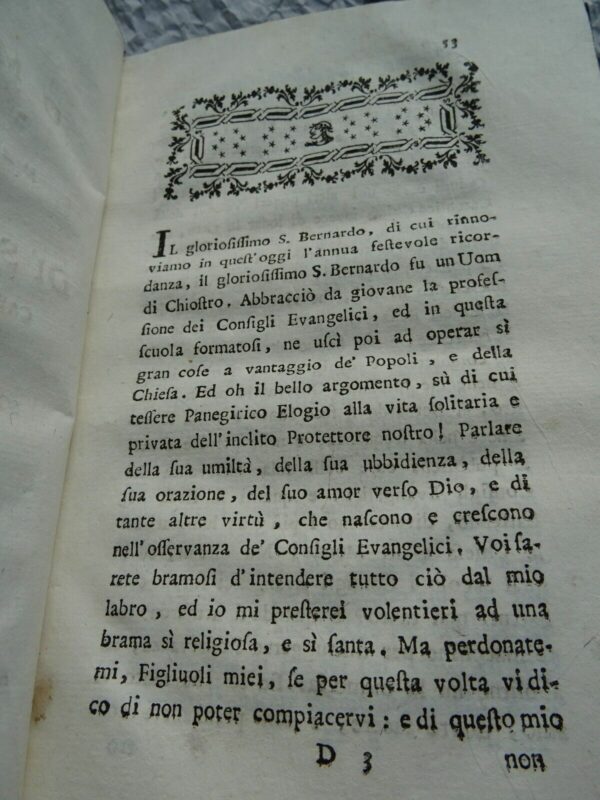 53
IL gloriosissimo S. Bernardo, di cui rinno-
viamo in quest'oggi l'annua festevole ricor-
danza, il gloriosissimo S. Bernardo fu un Uom
di Chiostro. Abbracciò da giovane la profes-
sione dei Consigli Evangelici, ed in questa
scuola formatosi, ne uscì poi ad operar sì
gran cose a vantaggio de' Popoli, e della
Chiesa. Ed oh il bello argomento, sù di cui
tessere Panegirico Elogio alla vita solitaria e
privata dell'inclito Protettore nostro! Parlare
della sua umiltà, della sua ubbidienza, della
sua orazione, del suo amor verso Dio, e di
tante altre virtù, che nascono e crescono
nell'osservanza de' Consigli Evangelici. Voi sa-
rete bramosi d'intendere tutto ciò dal mio
labro, ed io mi presterei volentieri ad una
brama sì religiosa, e sì santa. Ma perdonate-
mi, Figliuoli miei, se per questa volta vi di-
co di non poter compiacervi: e di questo mio
D 3 non